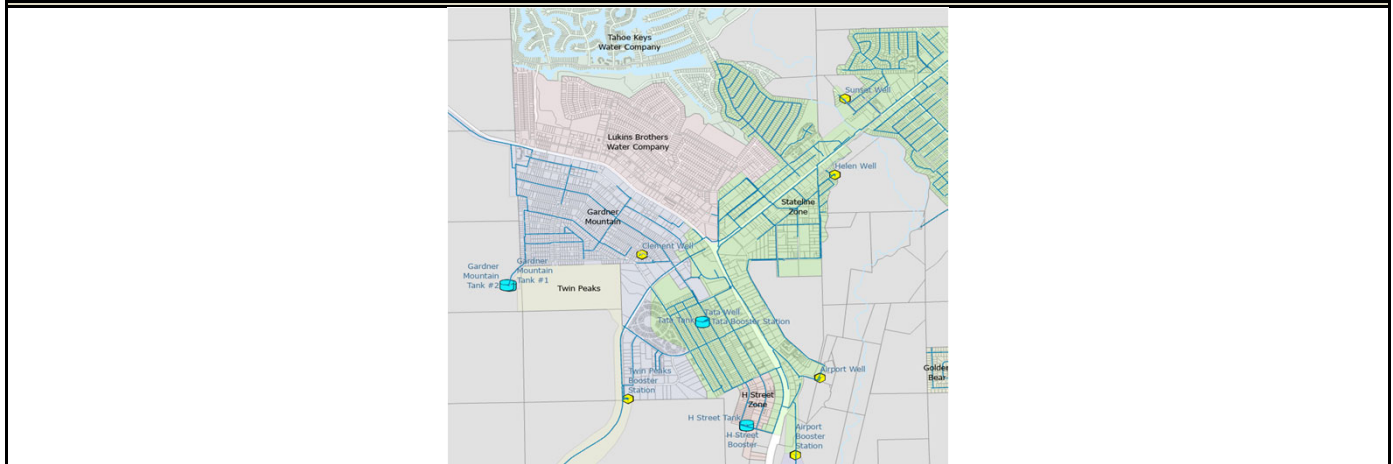 Tahoe Keys
Water Company
Sunset Well
Lukins Brothers
Water Company
Helen Well
Stateline
Zone
Gardner
Mountain
Clement Well
Gardner
Mountain
Tank #2
Gardner
Mountain
Tank #1
Twin Peaks
Tata Well
Tata Tank
Tata Booster Station
Airport Well
Golden
Bear
Twin Peaks
Booster
Station
H Street
Zone
H Street Tank
H Street
Booster
Airport
Booster
Station